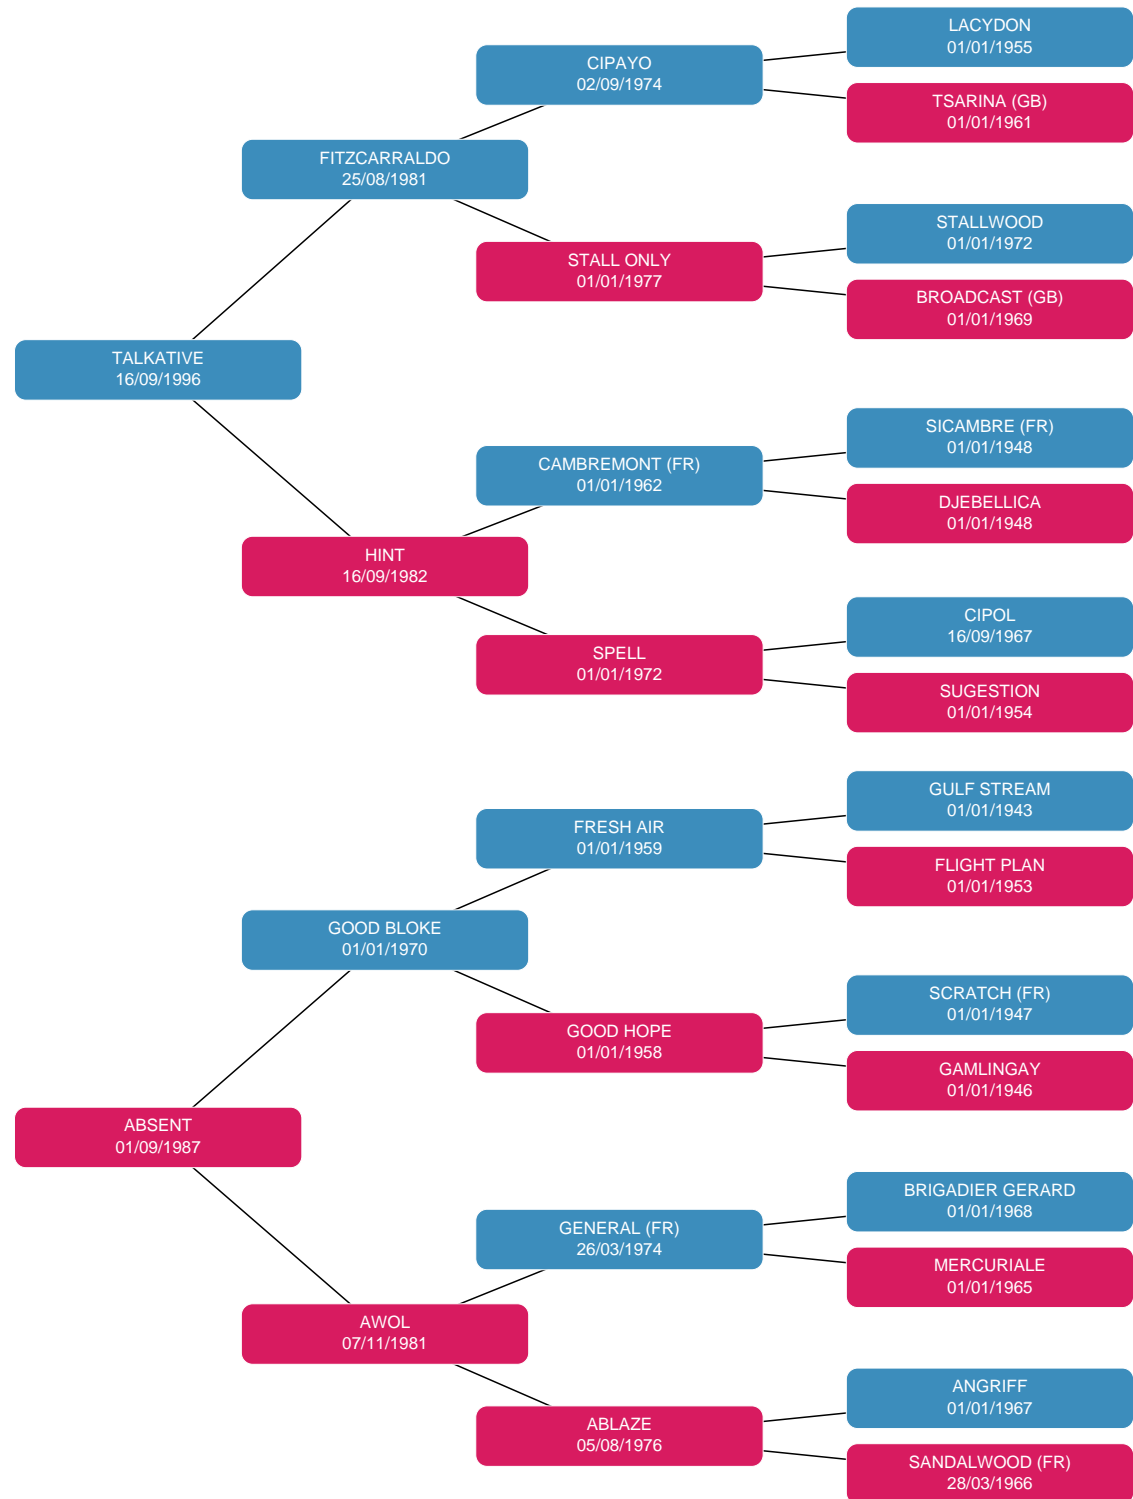 LACYDON
01/01/1955
CIPAYO
02/09/1974
TSARINA (GB)
01/01/1961
FITZCARRALDO
25/08/1981
STALLWOOD
01/01/1972
STALL ONLY
01/01/1977
BROADCAST (GB)
01/01/1969
TALKATIVE
16/09/1996
SICAMBRE (FR)
01/01/1948
CAMBREMONT (FR)
01/01/1962
DJEBELLICA
01/01/1948
HINT
16/09/1982
CIPOL
16/09/1967
SPELL
01/01/1972
SUGESTION
01/01/1954
GULF STREAM
01/01/1943
FRESH AIR
01/01/1959
FLIGHT PLAN
01/01/1953
GOOD BLOKE
01/01/1970
SCRATCH (FR)
01/01/1947
GOOD HOPE
01/01/1958
GAMLINGAY
01/01/1946
ABSENT
01/09/1987
BRIGADIER GERARD
01/01/1968
GENERAL (FR)
26/03/1974
MERCURIALE
01/01/1965
AWOL
07/11/1981
ANGRIFF
01/01/1967
ABLAZE
05/08/1976
SANDALWOOD (FR)
28/03/1966